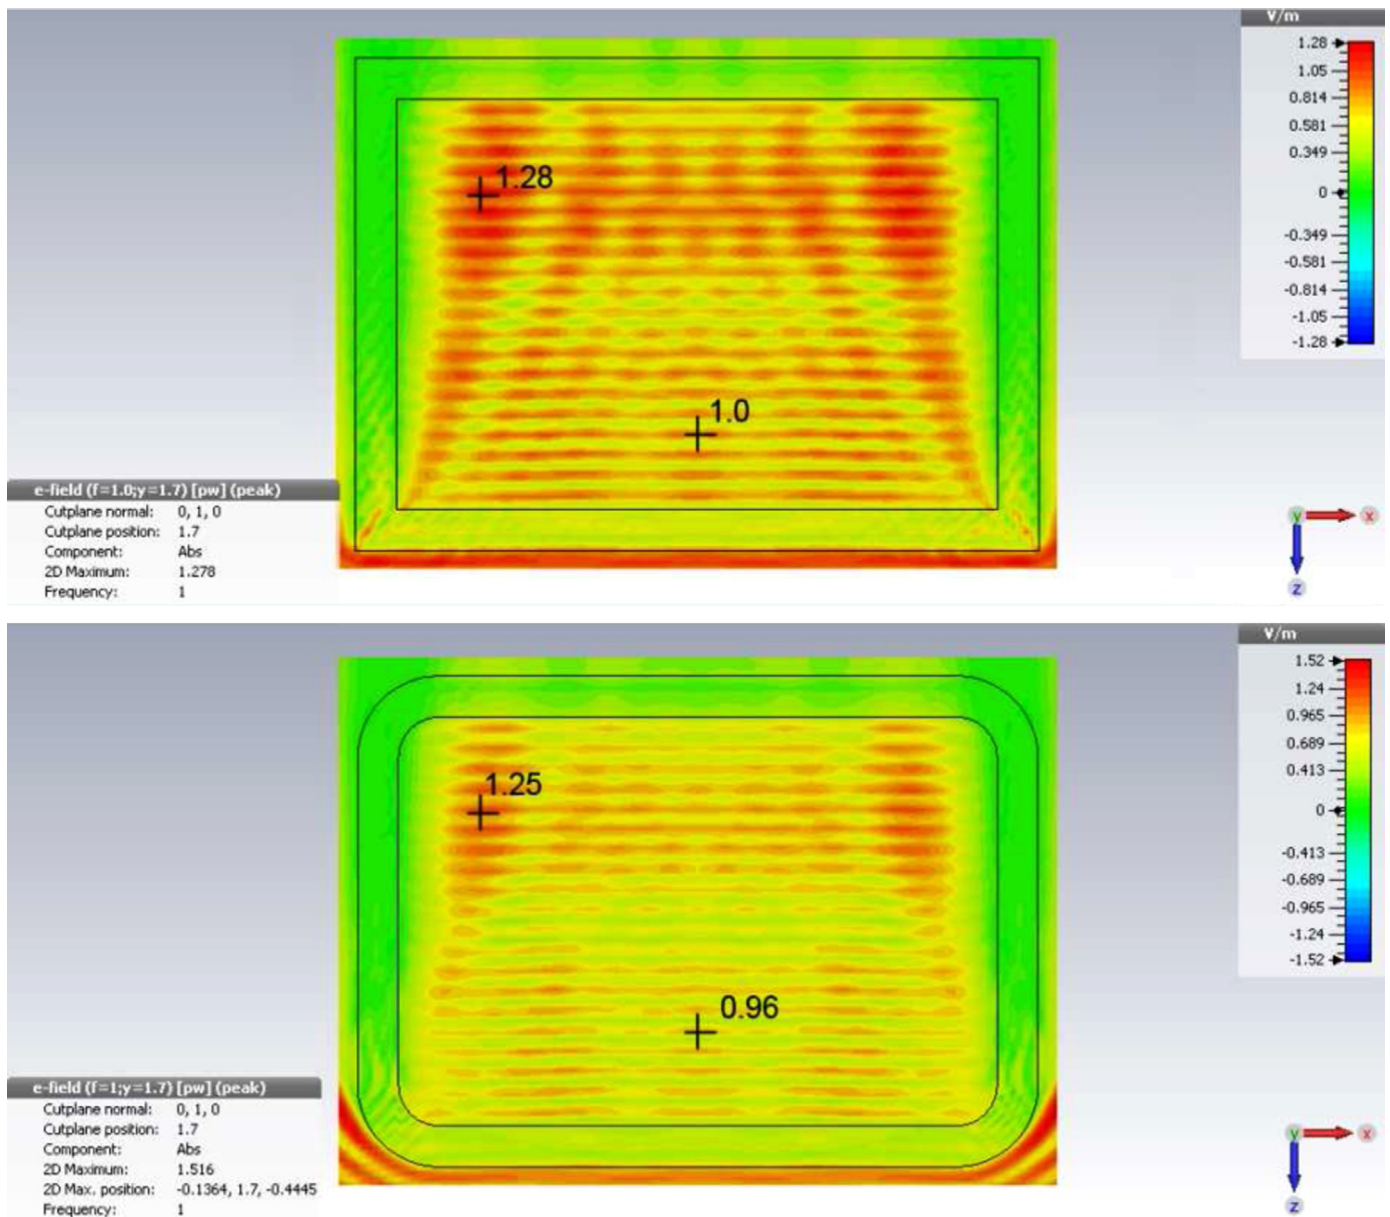 V/m
1.28
1.05
0.814
0.581
0.349
0
-0.349
-0.581
-0.814
-1.05
-1.28
1.28
1.0
e-field (f=1.0;y=1.7) [pw] (peak)
Cutplane normal: 0, 1, 0
Cutplane position: 1.7
Component: Abs
2D Maximum: 1.278
Frequency: 1
y x
z
V/m
1.52
1.24
0.965
0.689
0.413
0
-0.413
-0.689
-0.965
-1.24
-1.52
1.25
0.96
e-field (f=1;y=1.7) [pw] (peak)
Cutplane normal: 0, 1, 0
Cutplane position: 1.7
Component: Abs
2D Maximum: 1.516
2D Max. position: -0.1364, 1.7, -0.4445
Frequency: 1
y x
z